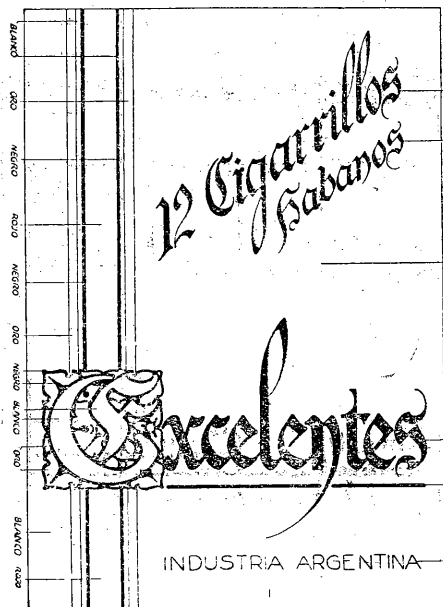 BLANCO
ORO
NEGRO
ROJO
NEGRO
ORO
NEGRO
BLANCO
ORO
BLANCO
ROJO
12 Cigarrillos
Habanos
Excelentes
INDUSTRIA ARGENTINA